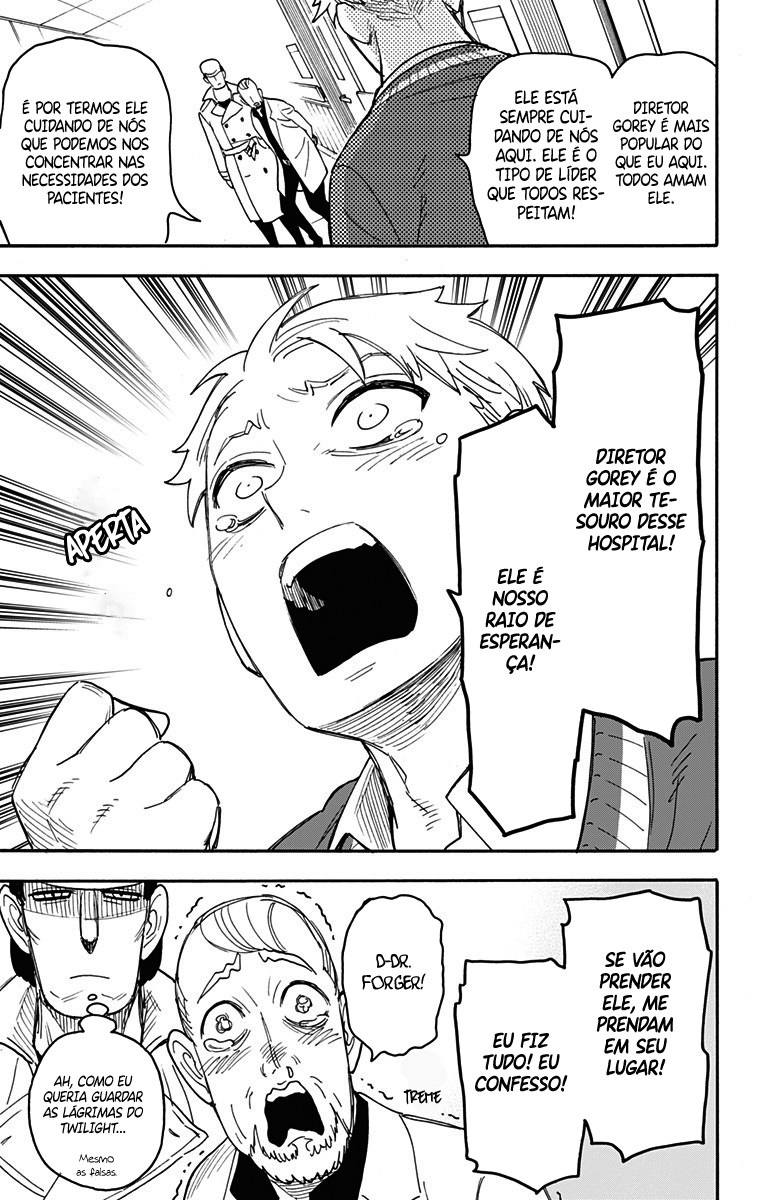 DIRETOR
GOREY É MAIS
POPULAR DO
QUE EU AQUI.
TODOS AMAM
ELE.
ELE ESTÁ
SEMPRE CUI-
DANDO DE NÓS
AQUI. ELE É O
TIPO DE LÍDER
QUE TODOS RES-
PEITAM!
É POR TERMOS ELE
CUIDANDO DE NÓS
QUE PODEMOS NOS
CONCENTRAR NAS
NECESSIDADES DOS
PACIENTES!
DIRETOR
GOREY É O
MAIOR TE-
SOURO DESSE
HOSPITAL!
ELE É
NOSSO
RAIO DE
ESPERAN-
ÇA!
APERTA
SE VÃO
PRENDER
ELE, ME
PRENDAM
EM SEU
LUGAR!
EU FIZ
TUDO! EU
CONFESSO!
D-DR.
FORGER!
TREME
AH, COMO EU
QUERIA GUARDAR
AS LÁGRIMAS DO
TWILIGHT...
Mesmo
as falsas.